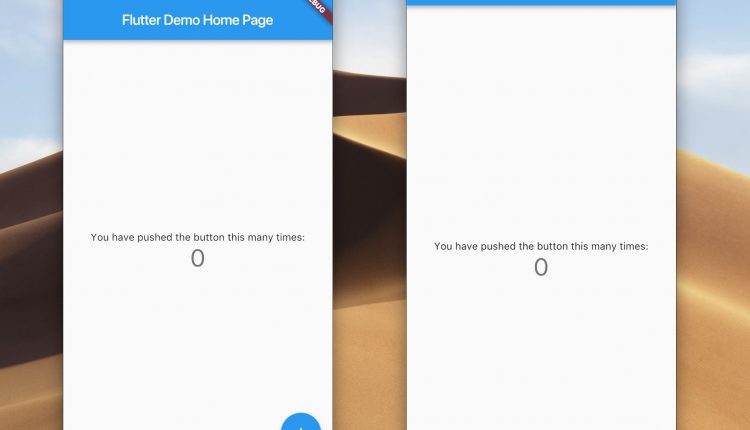 Flutter Demo Home Page
You have pushed the button this many times:
0
You have pushed the button this many times:
0